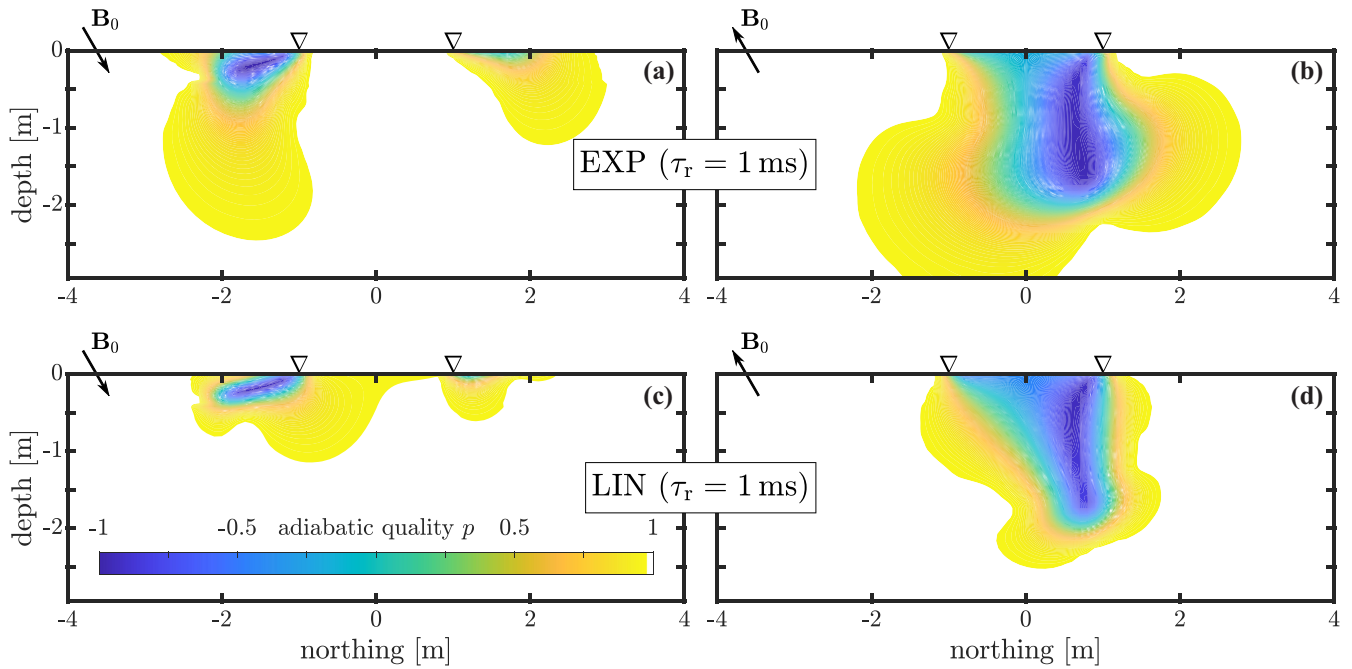 B₀ B₀
0 (a) (b)
-1
-2
depth [m]
EXP (τr = 1 ms)
-4 -2 0 2 4 -4 -2 0 2 4
B₀ B₀
0 (c) (d)
-1
-2
depth [m]
LIN (τr = 1 ms)
-1 -0.5 adiabatic quality p 0.5 1
-4 -2 0 2 4 -4 -2 0 2 4
northing [m] northing [m]